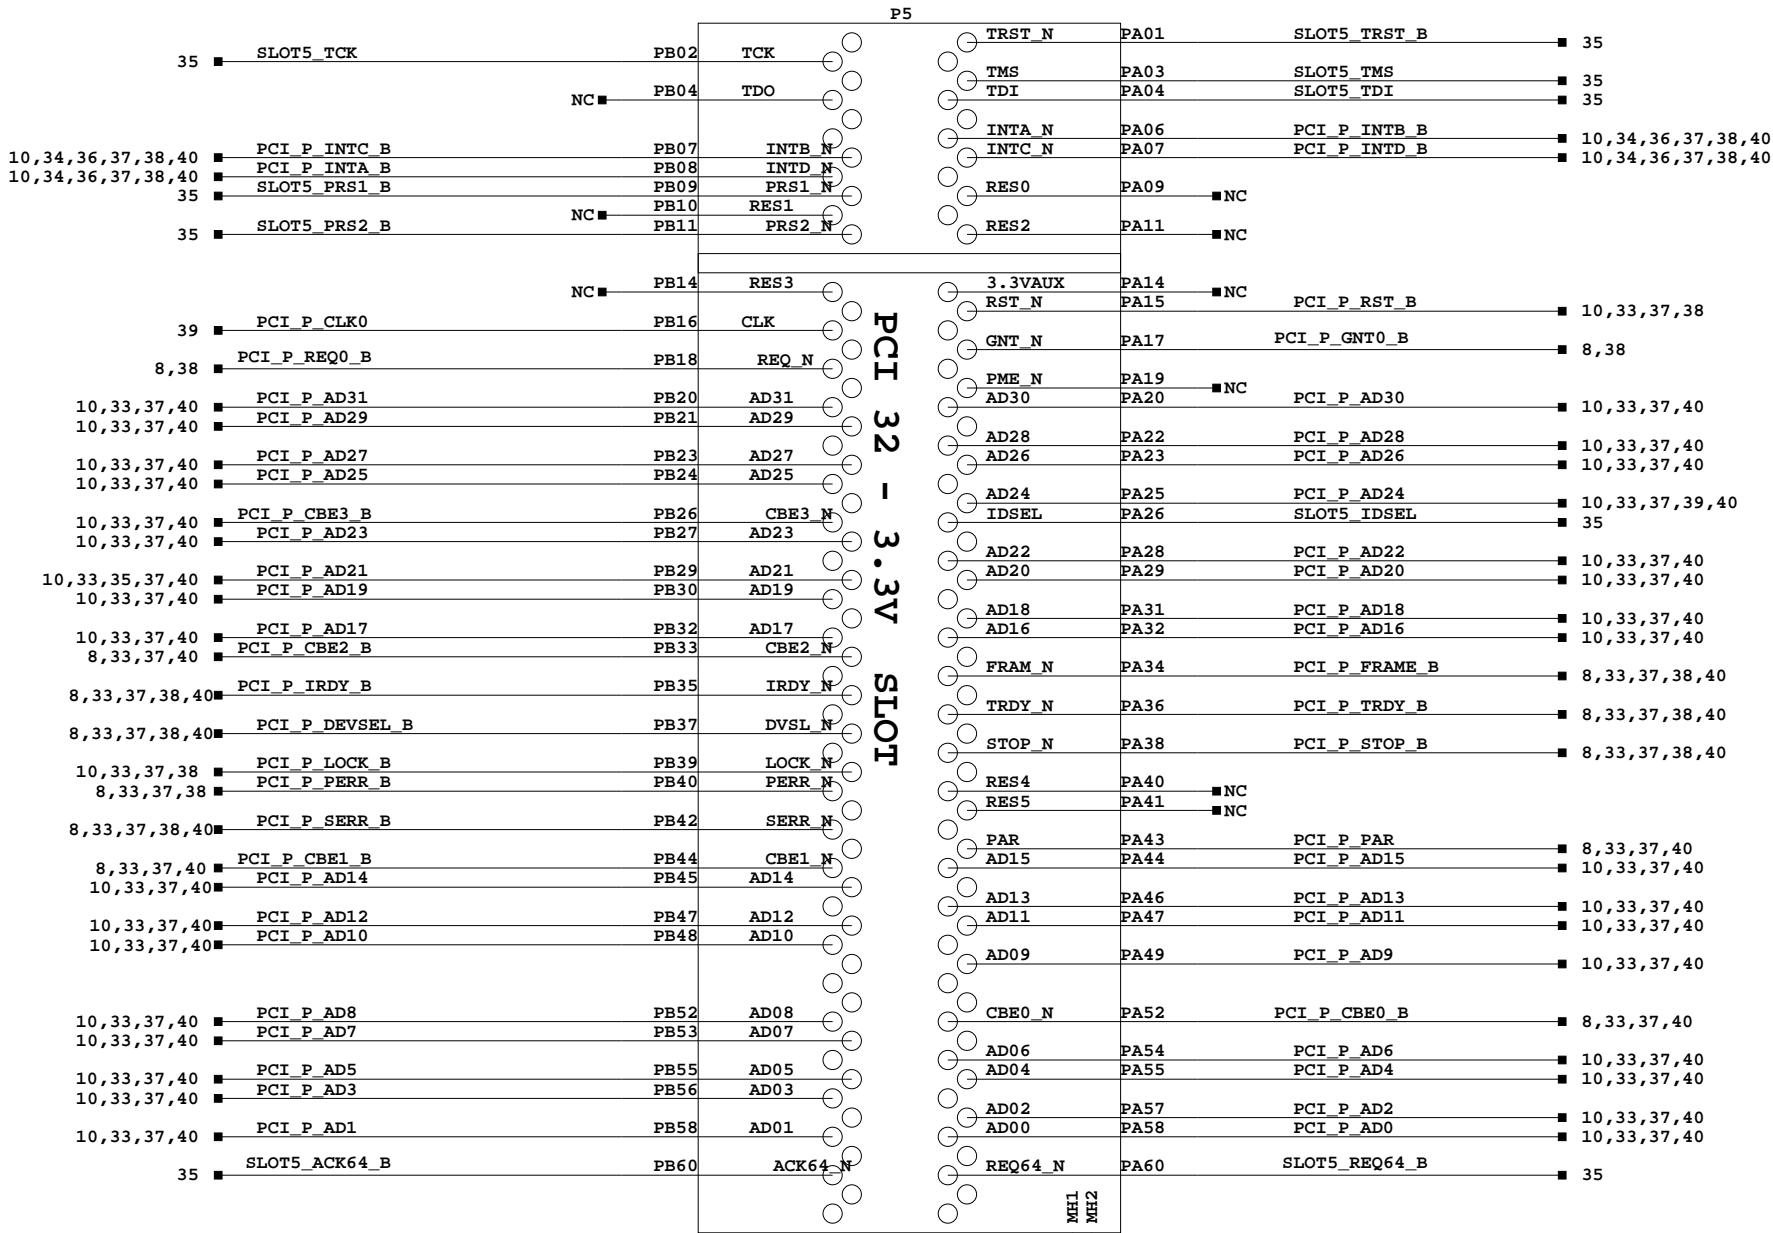 P5
TRST_N PA01 SLOT5_TRST_B 35
35 SLOT5_TCK PB02 TCK
TMS PA03 SLOT5_TMS 35
NC PB04 TDO TDI PA04 SLOT5_TDI 35
INTA_N PA06 PCI_P_INTB_B 10,34,36,37,38,40
10,34,36,37,38,40 PCI_P_INTC_B PB07 INTB_N INTC_N PA07 PCI_P_INTD_B 10,34,36,37,38,40
10,34,36,37,38,40 PCI_P_INTA_B PB08 INTD_N
35 SLOT5_PRS1_B PB09 PRS1_N RES0 PA09 NC
NC PB10 RES1
35 SLOT5_PRS2_B PB11 PRS2_N RES2 PA11 NC
NC PB14 RES3 3.3VAUX PA14 NC
RST_N PA15 PCI_P_RST_B 10,33,37,38
39 PCI_P_CLK0 PB16 CLK
GNT_N PA17 PCI_P_GNT0_B 8,38
8,38 PCI_P_REQ0_B PB18 REQ_N
PME_N PA19 NC
10,33,37,40 PCI_P_AD31 PB20 AD31 AD30 PA20 PCI_P_AD30 10,33,37,40
10,33,37,40 PCI_P_AD29 PB21 AD29
AD28 PA22 PCI_P_AD28 10,33,37,40
10,33,37,40 PCI_P_AD27 PB23 AD27 AD26 PA23 PCI_P_AD26 10,33,37,40
10,33,37,40 PCI_P_AD25 PB24 AD25
AD24 PA25 PCI_P_AD24 10,33,37,39,40
10,33,37,40 PCI_P_CBE3_B PB26 CBE3_N IDSEL PA26 SLOT5_IDSEL 35
10,33,37,40 PCI_P_AD23 PB27 AD23
AD22 PA28 PCI_P_AD22 10,33,37,40
10,33,35,37,40 PCI_P_AD21 PB29 AD21 AD20 PA29 PCI_P_AD20 10,33,37,40
10,33,37,40 PCI_P_AD19 PB30 AD19
AD18 PA31 PCI_P_AD18 10,33,37,40
10,33,37,40 PCI_P_AD17 PB32 AD17 AD16 PA32 PCI_P_AD16 10,33,37,40
8,33,37,40 PCI_P_CBE2_B PB33 CBE2_N
FRAM_N PA34 PCI_P_FRAME_B 8,33,37,38,40
8,33,37,38,40 PCI_P_IRDY_B PB35 IRDY_N
TRDY_N PA36 PCI_P_TRDY_B 8,33,37,38,40
8,33,37,38,40 PCI_P_DEVSEL_B PB37 DVSL_N
STOP_N PA38 PCI_P_STOP_B 8,33,37,38,40
10,33,37,38 PCI_P_LOCK_B PB39 LOCK_N
8,33,37,38 PCI_P_PERR_B PB40 PERR_N RES4 PA40 NC
RES5 PA41 NC
8,33,37,38,40 PCI_P_SERR_B PB42 SERR_N
PAR PA43 PCI_P_PAR 8,33,37,40
8,33,37,40 PCI_P_CBE1_B PB44 CBE1_N AD15 PA44 PCI_P_AD15 10,33,37,40
10,33,37,40 PCI_P_AD14 PB45 AD14
AD13 PA46 PCI_P_AD13 10,33,37,40
10,33,37,40 PCI_P_AD12 PB47 AD12 AD11 PA47 PCI_P_AD11 10,33,37,40
10,33,37,40 PCI_P_AD10 PB48 AD10
AD09 PA49 PCI_P_AD9 10,33,37,40
10,33,37,40 PCI_P_AD8 PB52 AD08 CBE0_N PA52 PCI_P_CBE0_B 8,33,37,40
10,33,37,40 PCI_P_AD7 PB53 AD07
AD06 PA54 PCI_P_AD6 10,33,37,40
10,33,37,40 PCI_P_AD5 PB55 AD05 AD04 PA55 PCI_P_AD4 10,33,37,40
10,33,37,40 PCI_P_AD3 PB56 AD03
AD02 PA57 PCI_P_AD2 10,33,37,40
10,33,37,40 PCI_P_AD1 PB58 AD01 AD00 PA58 PCI_P_AD0 10,33,37,40
35 SLOT5_ACK64_B PB60 ACK64_N REQ64_N PA60 SLOT5_REQ64_B 35
PCI 32 - 3.3V SLOT
MH1
MH2